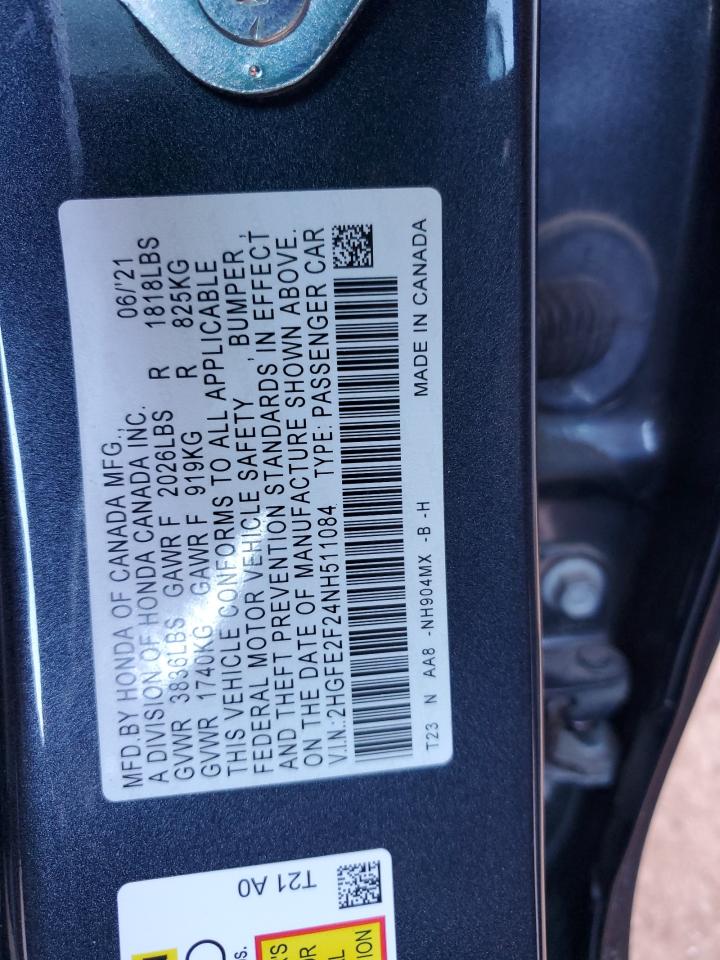 MFD.BY HONDA OF CANADA MFG., 06/'21
A DIVISION OF HONDA CANADA INC.
GVWR 3836LBS GAWR F 2026LBS R 1818LBS
GVWR 1740KG GAWR F 919KG R 825KG
THIS VEHICLE CONFORMS TO ALL APPLICABLE
FEDERAL MOTOR VEHICLE SAFETY , BUMPER ,
AND THEFT PREVENTION STANDARDS IN EFFECT
ON THE DATE OF MANUFACTURE SHOWN ABOVE.
V.I.N.:2HGFE2F24NH511084 TYPE: PASSENGER CAR
MADE IN CANADA
T23 N AA8 -NH904MX -B -H
T21 A0